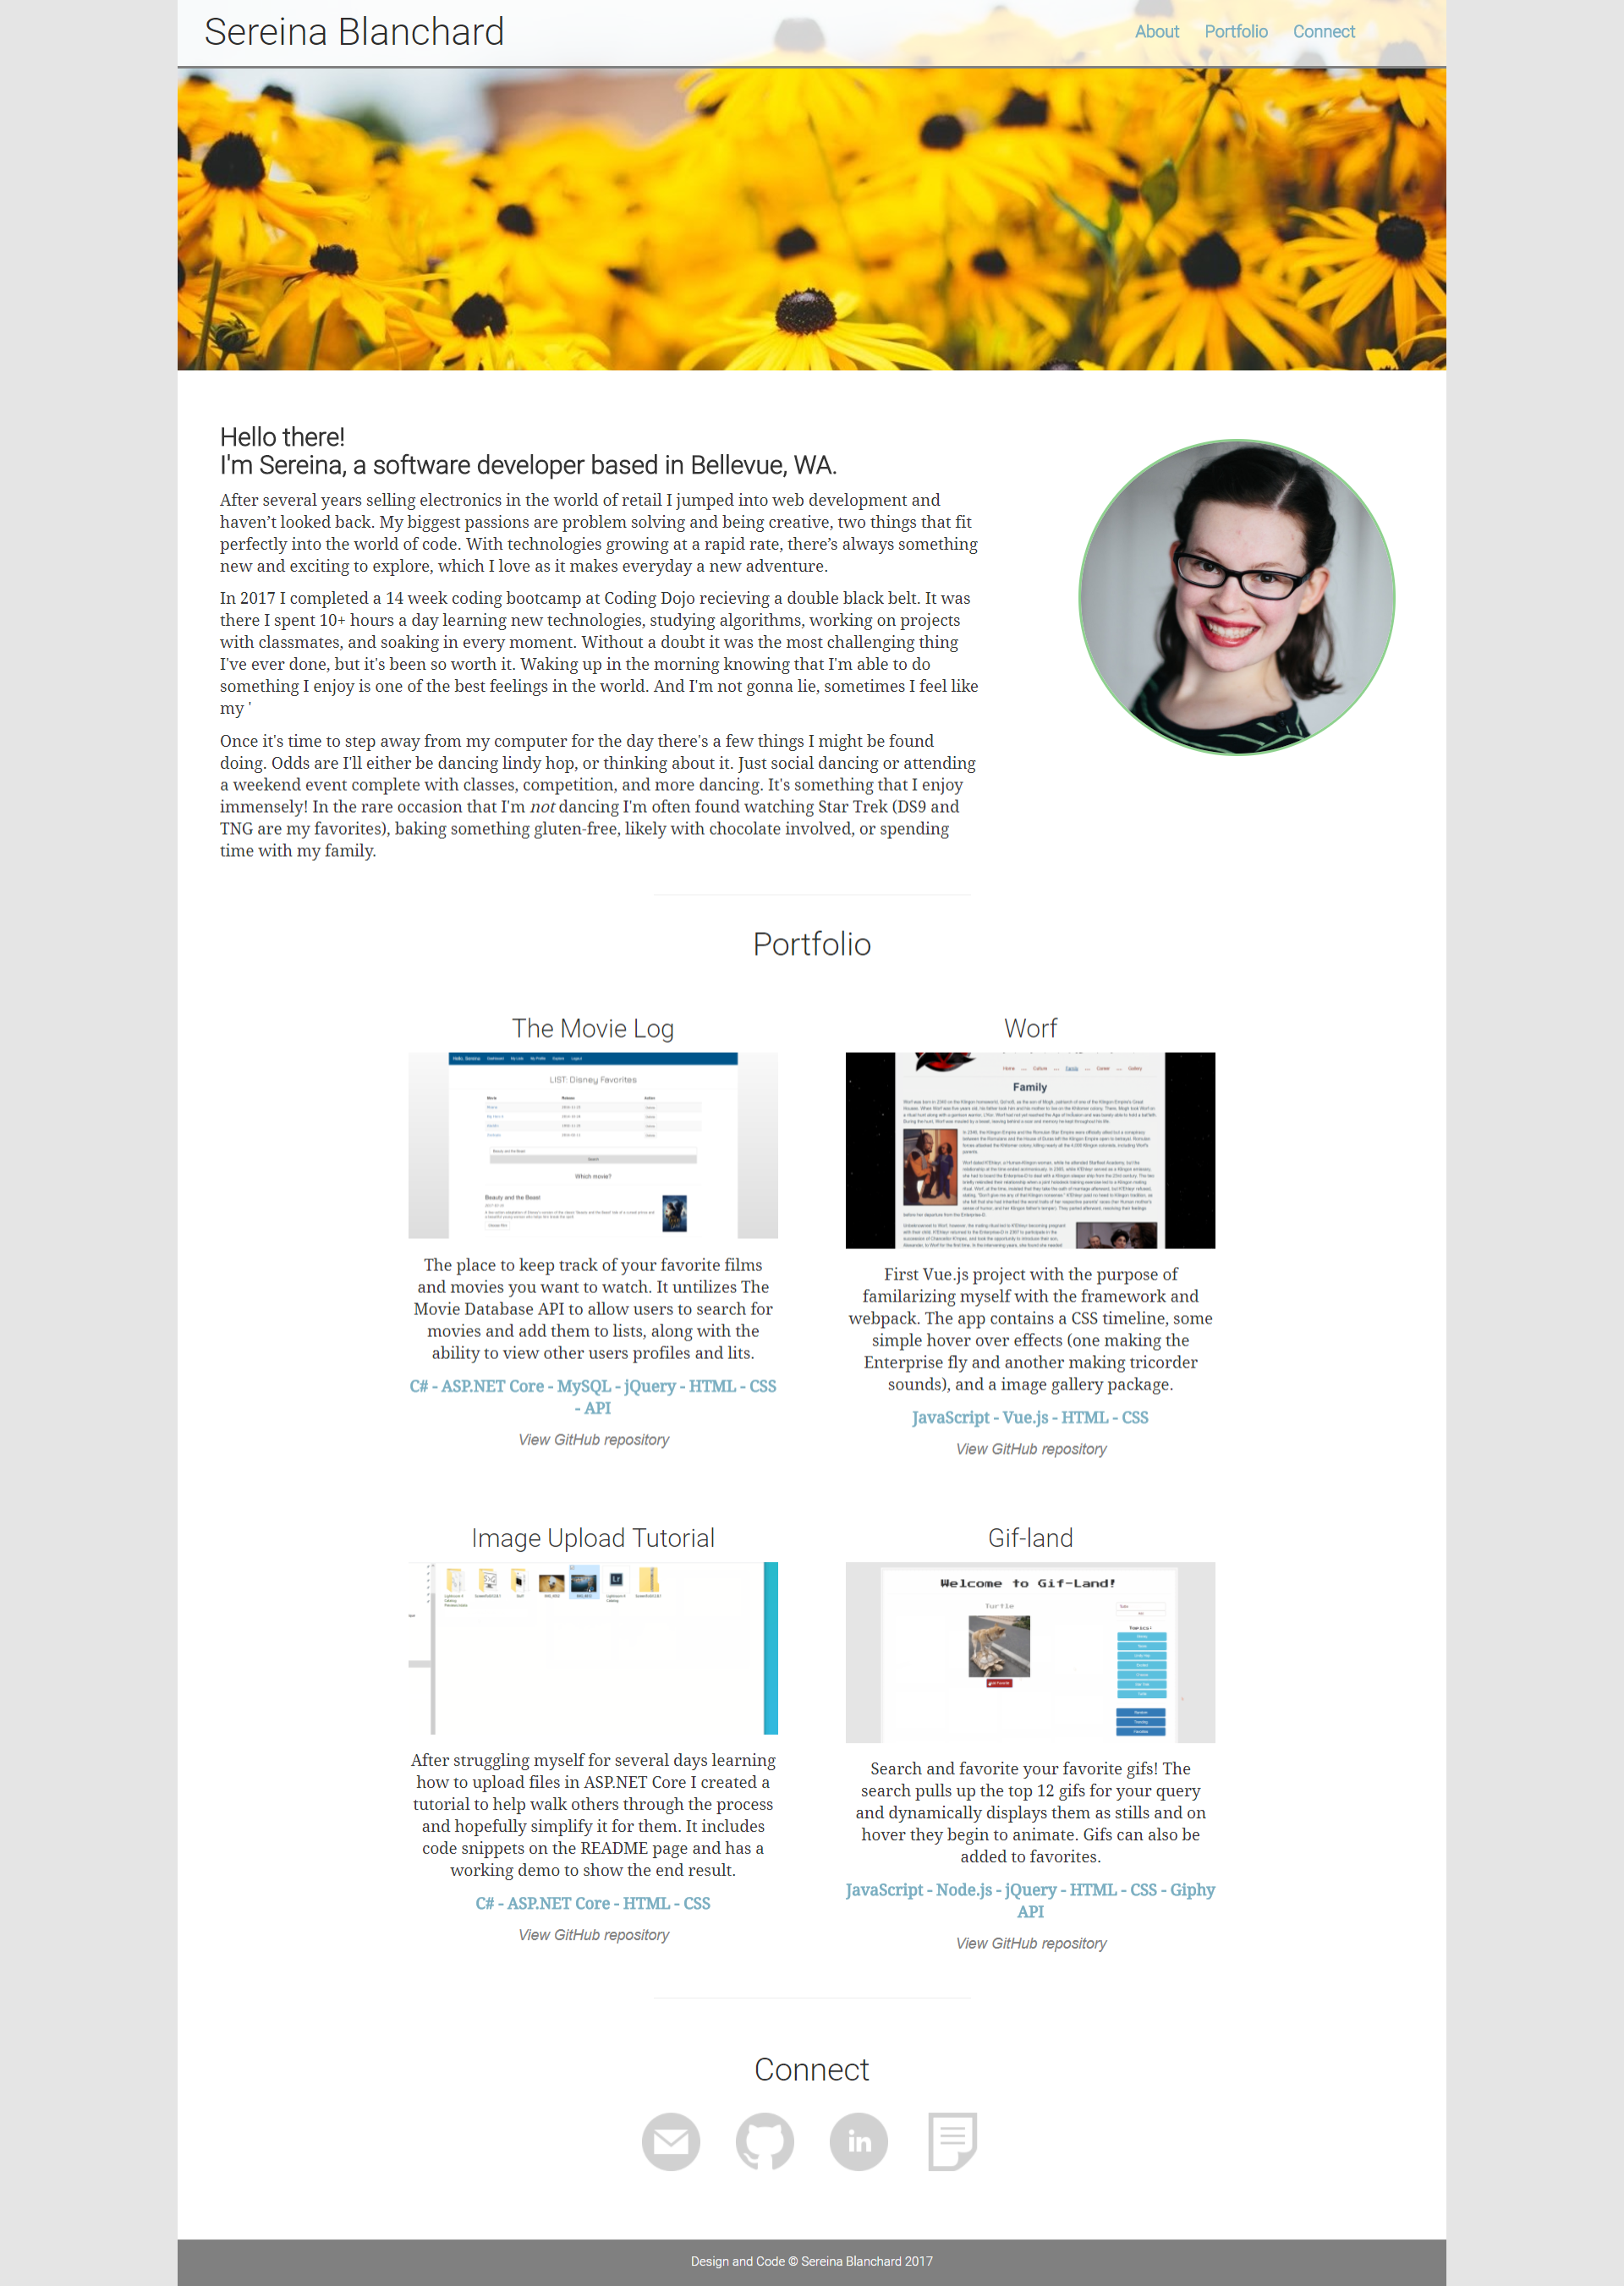 Sereina Blanchard
About Portfolio Connect
Hello there!
I'm Sereina, a software developer based in Bellevue, WA.
After several years selling electronics in the world of retail I jumped into web development and
haven’t looked back. My biggest passions are problem solving and being creative, two things that fit
perfectly into the world of code. With technologies growing at a rapid rate, there’s always something
new and exciting to explore, which I love as it makes everyday a new adventure.
In 2017 I completed a 14 week coding bootcamp at Coding Dojo recieving a double black belt. It was
there I spent 10+ hours a day learning new technologies, studying algorithms, working on projects
with classmates, and soaking in every moment. Without a doubt it was the most challenging thing
I've ever done, but it's been so worth it. Waking up in the morning knowing that I'm able to do
something I enjoy is one of the best feelings in the world. And I'm not gonna lie, sometimes I feel like
my '
Once it's time to step away from my computer for the day there's a few things I might be found
doing. Odds are I'll either be dancing lindy hop, or thinking about it. Just social dancing or attending
a weekend event complete with classes, competition, and more dancing. It's something that I enjoy
immensely! In the rare occasion that I'm not dancing I'm often found watching Star Trek (DS9 and
TNG are my favorites), baking something gluten-free, likely with chocolate involved, or spending
time with my family.
Portfolio
The Movie Log
LIST: Disney Favorites
Which movie?
Beauty and the Beast
The place to keep track of your favorite films
and movies you want to watch. It untilizes The
Movie Database API to allow users to search for
movies and add them to lists, along with the
ability to view other users profiles and lits.
C# - ASP.NET Core - MySQL - jQuery - HTML - CSS
- API
View GitHub repository
Worf
Home Culture Family Career Gallery
Family
First Vue.js project with the purpose of
familarizing myself with the framework and
webpack. The app contains a CSS timeline, some
simple hover over effects (one making the
Enterprise fly and another making tricorder
sounds), and a image gallery package.
JavaScript - Vue.js - HTML - CSS
View GitHub repository
Image Upload Tutorial
After struggling myself for several days learning
how to upload files in ASP.NET Core I created a
tutorial to help walk others through the process
and hopefully simplify it for them. It includes
code snippets on the README page and has a
working demo to show the end result.
C# - ASP.NET Core - HTML - CSS
View GitHub repository
Gif-land
Welcome to Gif-Land!
Turtle
Search and favorite your favorite gifs! The
search pulls up the top 12 gifs for your query
and dynamically displays them as stills and on
hover they begin to animate. Gifs can also be
added to favorites.
JavaScript - Node.js - jQuery - HTML - CSS - Giphy
API
View GitHub repository
Connect
in
Design and Code © Sereina Blanchard 2017